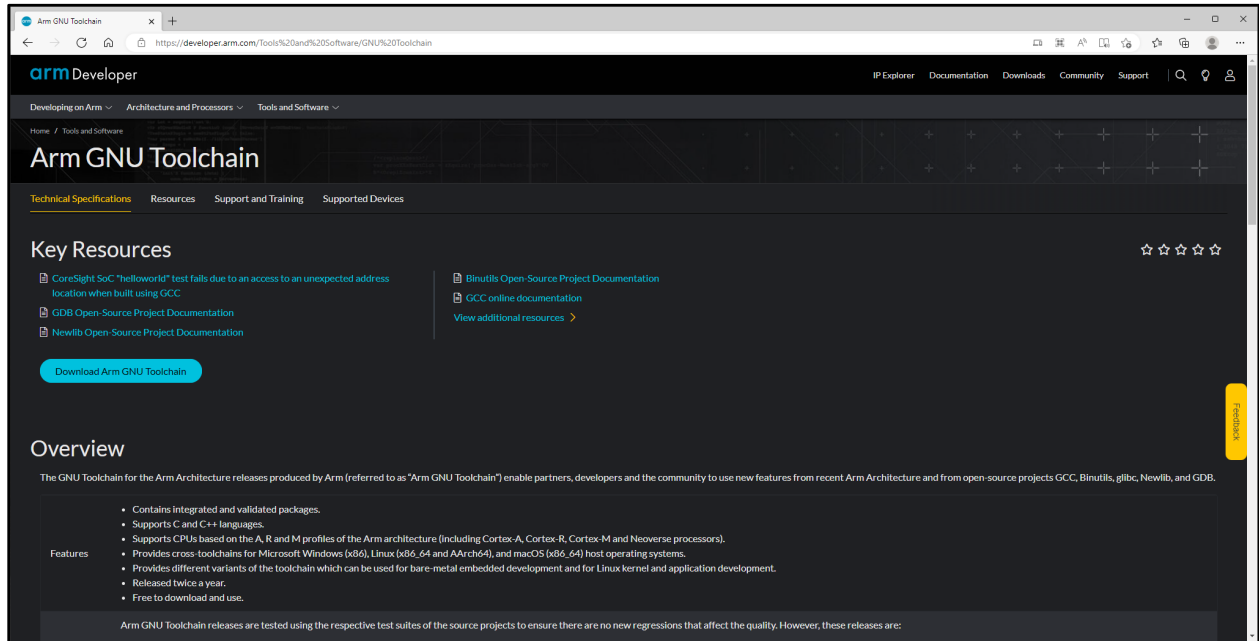 Arm GNU Toolchain
https://developer.arm.com/Tools%20and%20Software/GNU%20Toolchain
arm Developer
IP Explorer Documentation Downloads Community Support
Developing on Arm Architecture and Processors Tools and Software
Home / Tools and Software
Arm GNU Toolchain
Technical Specifications Resources Support and Training Supported Devices
Key Resources
CoreSight SoC "helloworld" test fails due to an access to an unexpected address
location when built using GCC
GDB Open-Source Project Documentation
Newlib Open-Source Project Documentation
Binutils Open-Source Project Documentation
GCC online documentation
View additional resources
Download Arm GNU Toolchain
Feedback
Overview
The GNU Toolchain for the Arm Architecture releases produced by Arm (referred to as “Arm GNU Toolchain”) enable partners, developers and the community to use new features from recent Arm Architecture and from open-source projects GCC, Binutils, glibc, Newlib, and GDB.
Features
• Contains integrated and validated packages.
• Supports C and C++ languages.
• Supports CPUs based on the A, R and M profiles of the Arm architecture (including Cortex-A, Cortex-R, Cortex-M and Neoverse processors).
• Provides cross-toolchains for Microsoft Windows (x86), Linux (x86_64 and AArch64), and macOS (x86_64) host operating systems.
• Provides different variants of the toolchain which can be used for bare-metal embedded development and for Linux kernel and application development.
• Released twice a year.
• Free to download and use.
Arm GNU Toolchain releases are tested using the respective test suites of the source projects to ensure there are no new regressions that affect the quality. However, these releases are: